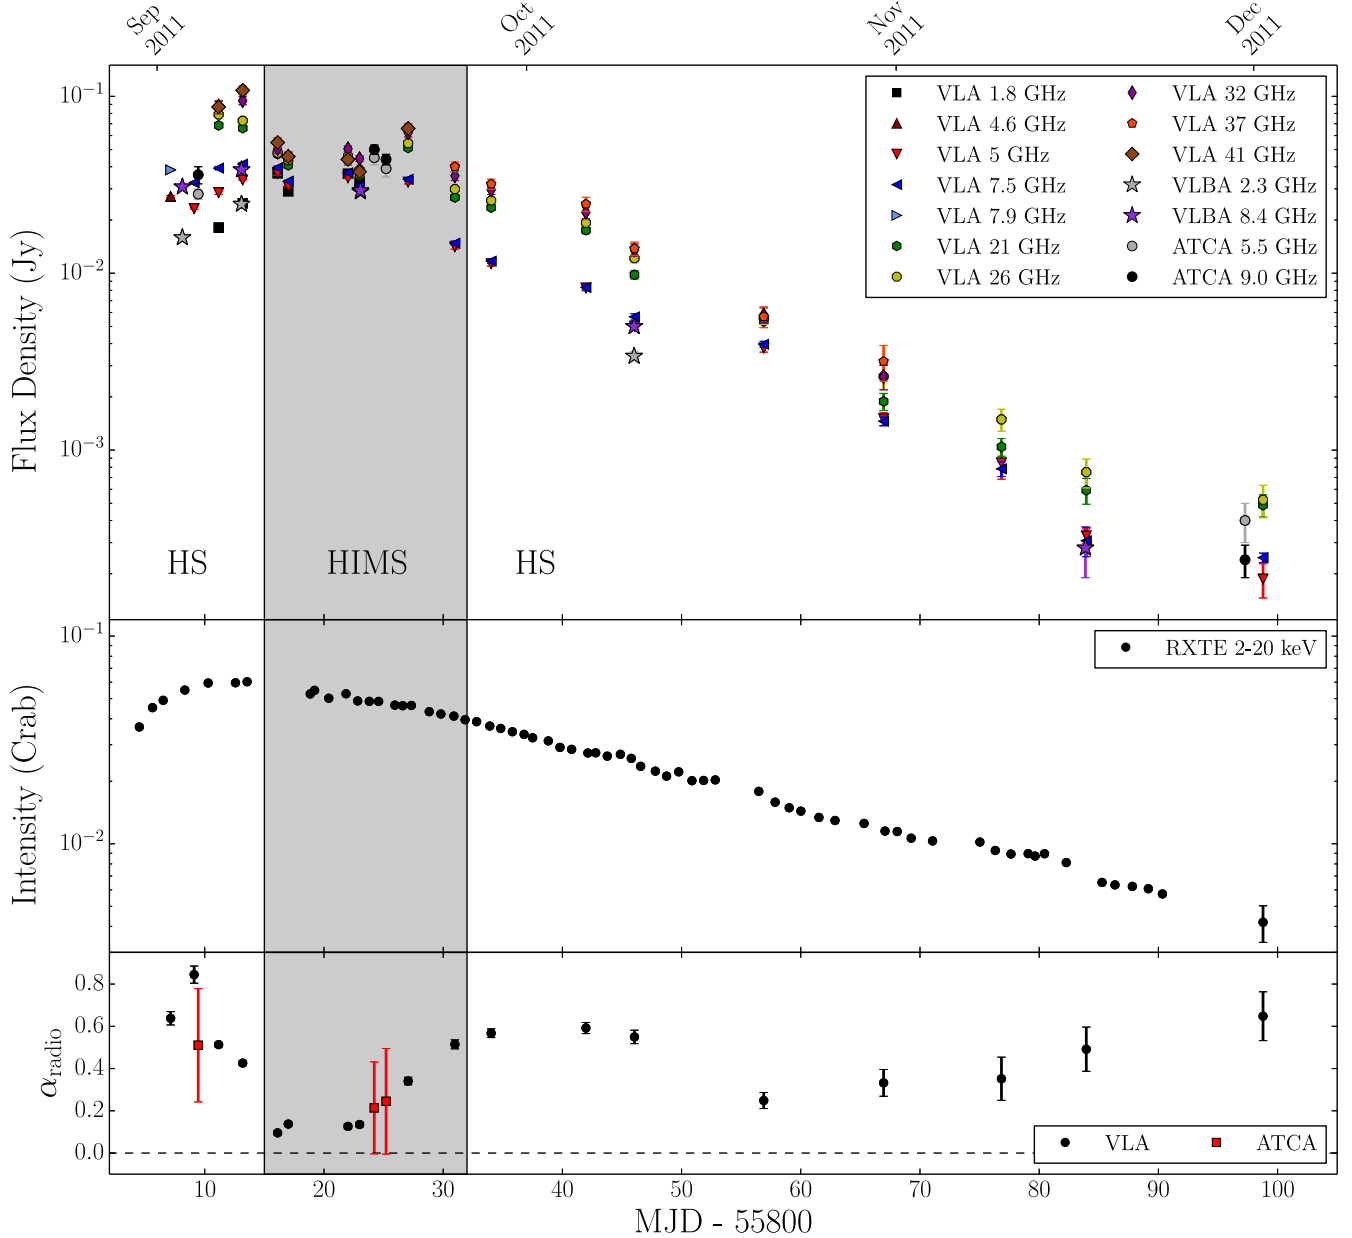 Sep 2011
Oct 2011
Nov 2011
Dec 2011
Flux Density (Jy)
10⁻¹
10⁻²
10⁻³
VLA 1.8 GHz
VLA 4.6 GHz
VLA 5 GHz
VLA 7.5 GHz
VLA 7.9 GHz
VLA 21 GHz
VLA 26 GHz
VLA 32 GHz
VLA 37 GHz
VLA 41 GHz
VLBA 2.3 GHz
VLBA 8.4 GHz
ATCA 5.5 GHz
ATCA 9.0 GHz
HS
HIMS
HS
Intensity (Crab)
10⁻¹
10⁻²
RXTE 2-20 keV
α_radio
0.8
0.6
0.4
0.2
0.0
VLA
ATCA
10 20 30 40 50 60 70 80 90 100
MJD - 55800